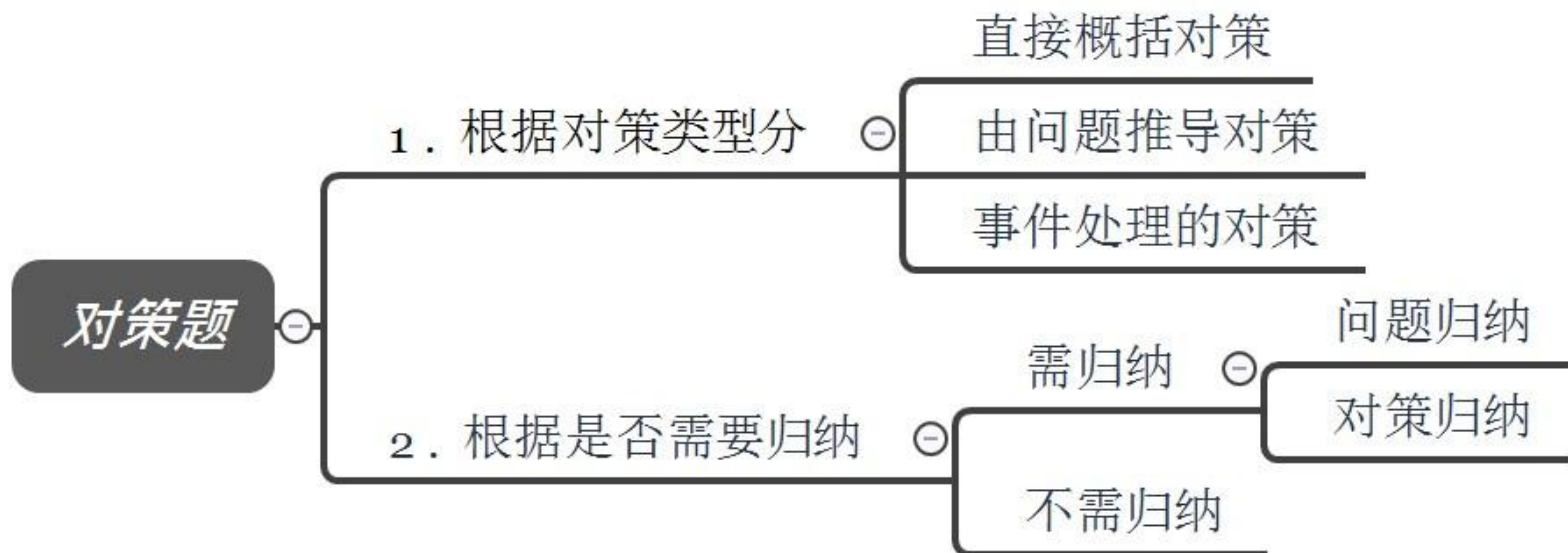 对策题
1. 根据对策类型分
直接概括对策
由问题推导对策
事件处理的对策
2. 根据是否需要归纳
需归纳
问题归纳
对策归纳
不需归纳